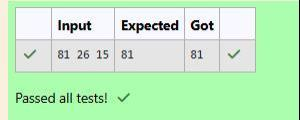 Input Expected Got
81 26 15 81 81
Passed all tests!